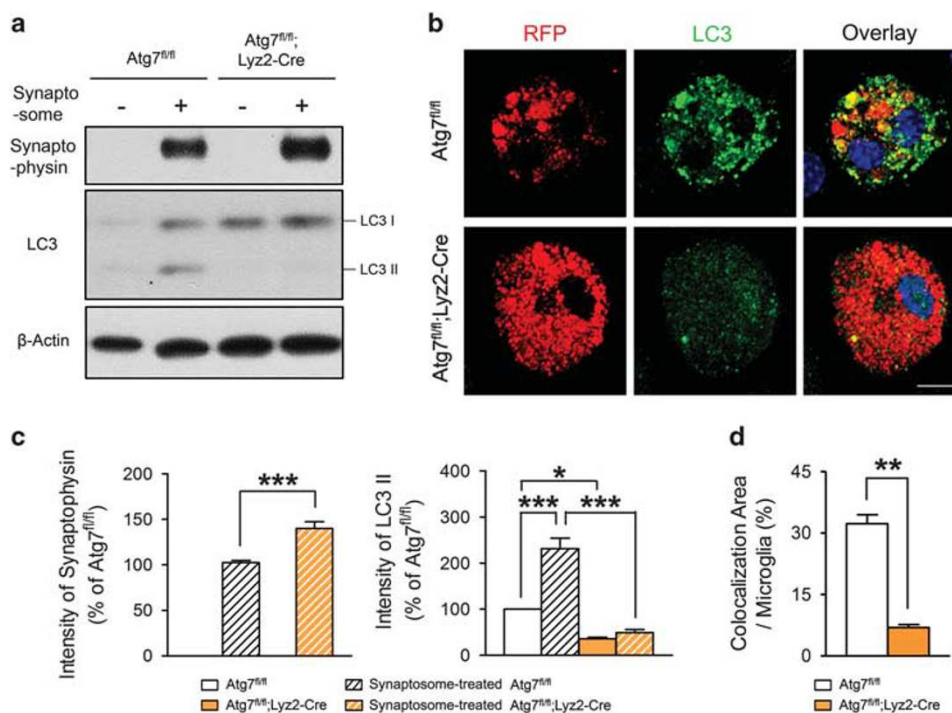 a
Atg7fl/fl
Atg7fl/fl;
Lyz2-Cre
Synapto
-some
- + - +
Synapto
-physin
LC3
LC3 I
LC3 II
β-Actin
b
RFP LC3 Overlay
Atg7fl/fl
Atg7fl/fl;Lyz2-Cre
c
Intensity of Synaptophysin
(% of Atg7fl/fl)
200
150
100
50
0
***
Intensity of LC3 II
(% of Atg7fl/fl)
400
300
200
100
0
*
*** ***
Atg7fl/fl
Atg7fl/fl;Lyz2-Cre
Synaptosome-treated Atg7fl/fl
Synaptosome-treated Atg7fl/fl;Lyz2-Cre
d
Colocalization Area
/ Microglia (%)
45
30
15
0
**
Atg7fl/fl
Atg7fl/fl;Lyz2-Cre